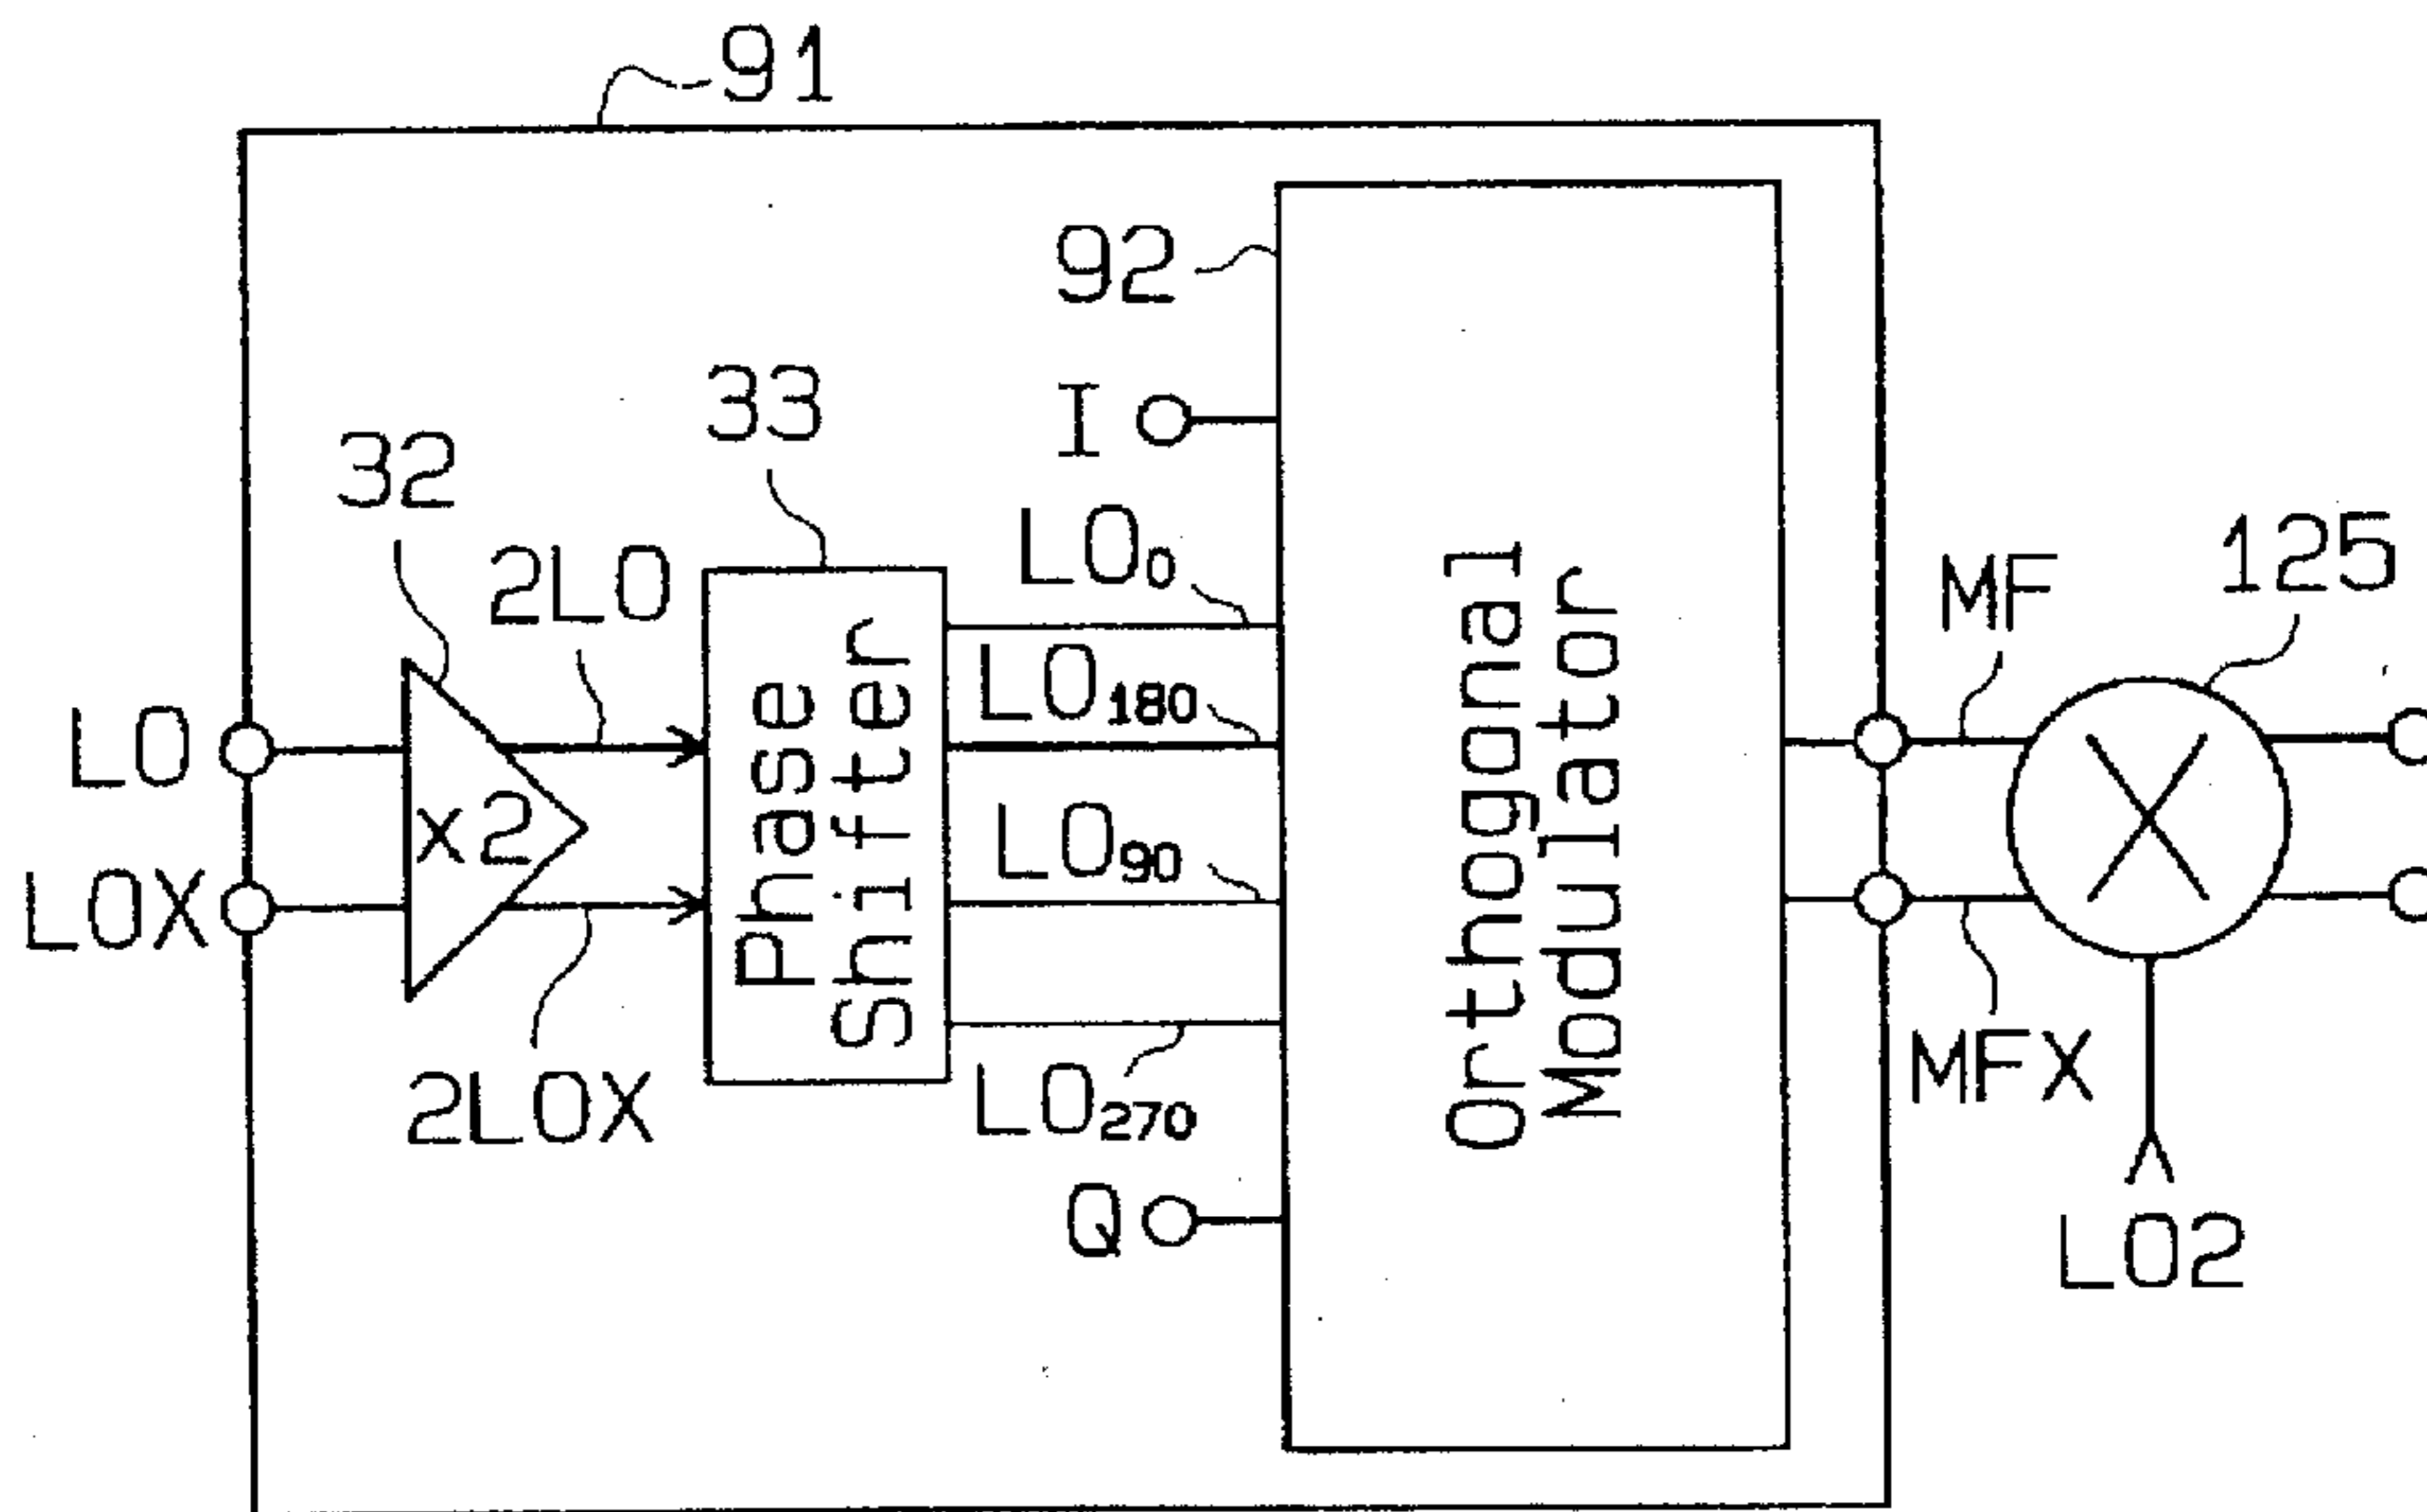 91
92
I
33
32
LO₀
2LO
125
MF
LO₁₈₀
Phase
Shifter
Orthogonal
Modulator
LO
x2
LO₉₀
LOX
MFX
2LOX
LO₂₇₀
Q
LO2